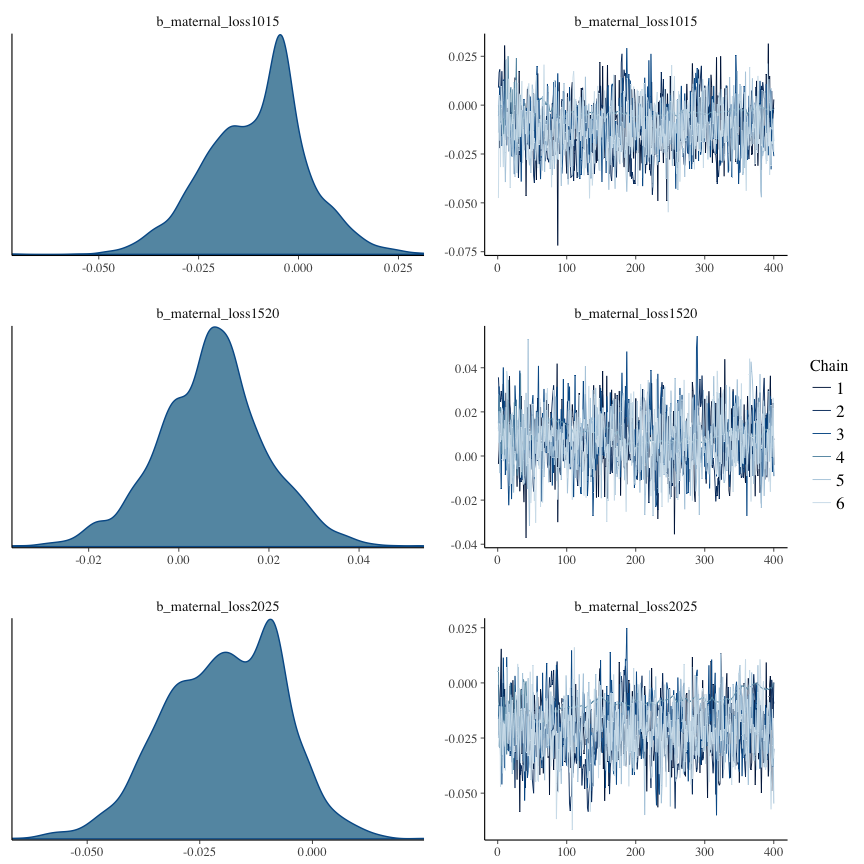 b_maternal_loss1015
b_maternal_loss1015
0.025
0.000
-0.025
-0.050
-0.075
-0.050 -0.025 0.000 0.025
0 100 200 300 400
b_maternal_loss1520
b_maternal_loss1520
0.04
0.02
0.00
-0.02
-0.04
-0.02 0.00 0.02 0.04
0 100 200 300 400
Chain
1
2
3
4
5
6
b_maternal_loss2025
b_maternal_loss2025
0.025
0.000
-0.025
-0.050
-0.050 -0.025 0.000
0 100 200 300 400